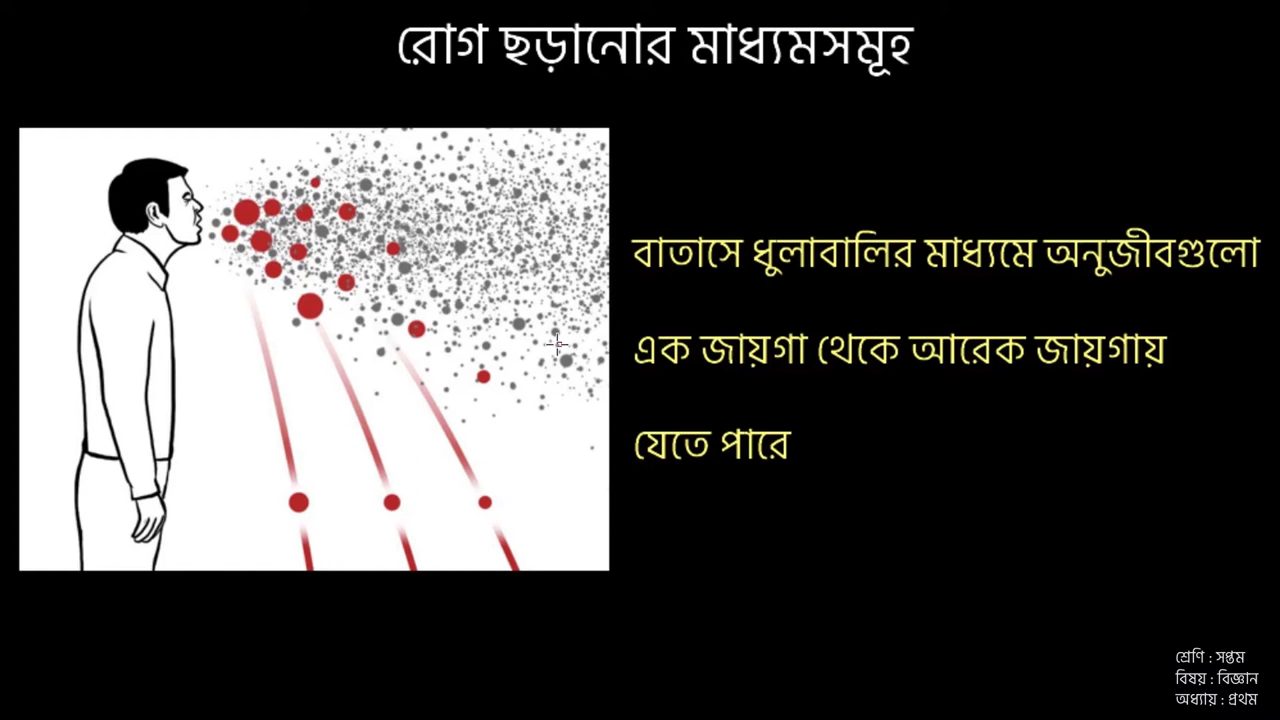 রোগ ছড়ানোর মাধ্যমসমূহ
বাতাসে ধুলাবালির মাধ্যমে অনুজীবগুলো
এক জায়গা থেকে আরেক জায়গায়
যেতে পারে
শ্রেণি : সপ্তম
বিষয় : বিজ্ঞান
অধ্যায় : প্রথম